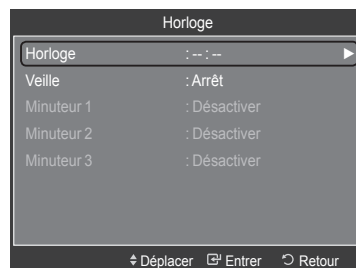 Horloge
Horloge : -- : -- ►
Veille : Arrêt
Minuteur 1 : Désactiver
Minuteur 2 : Désactiver
Minuteur 3 : Désactiver
Déplacer Entrer Retour